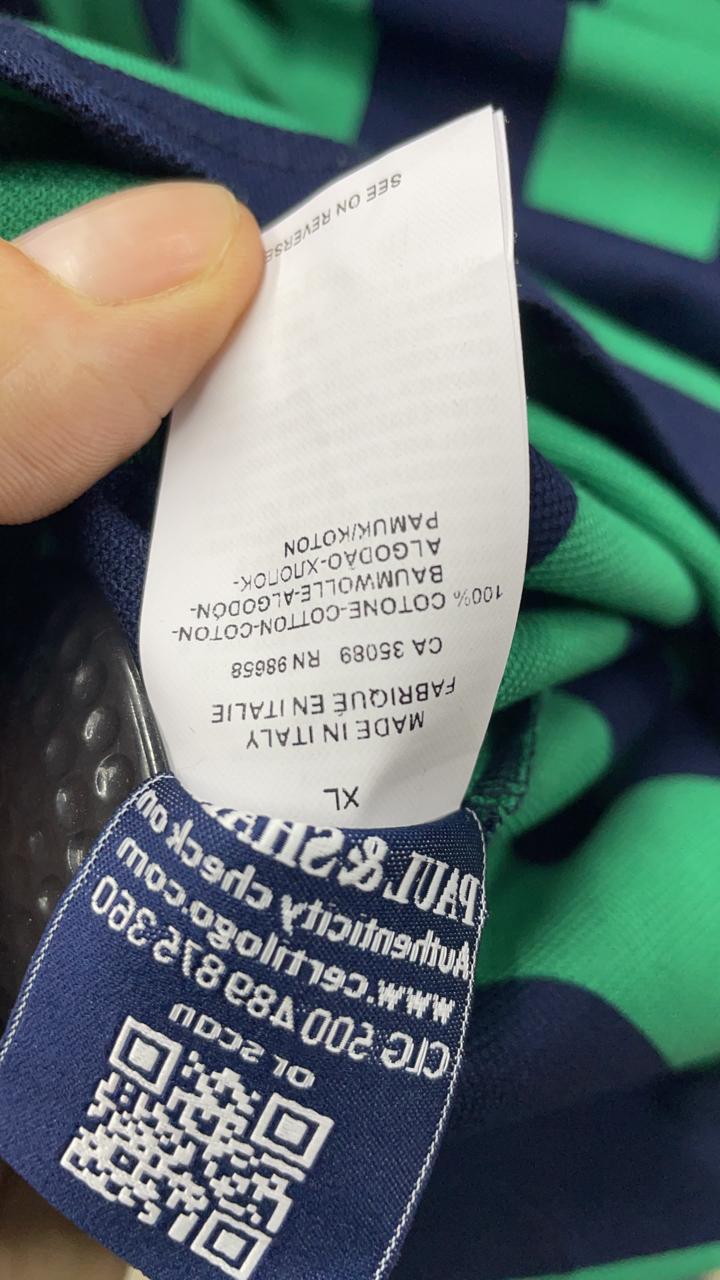 SEE ON REVERSE
100% COTONE-COTTON-COTON-
BAUMWOLLE-ALGODÓN-
ALGODÃO-ХЛОПОК-
PAMUK/KOTON
CA 35089 RN 98658
MADE IN ITALY
FABRIQUÉ EN ITALIE
XL
PAUL & SHA
Authenticity check on
www.certilogo.com
CLG 500 489 875 360
or scan